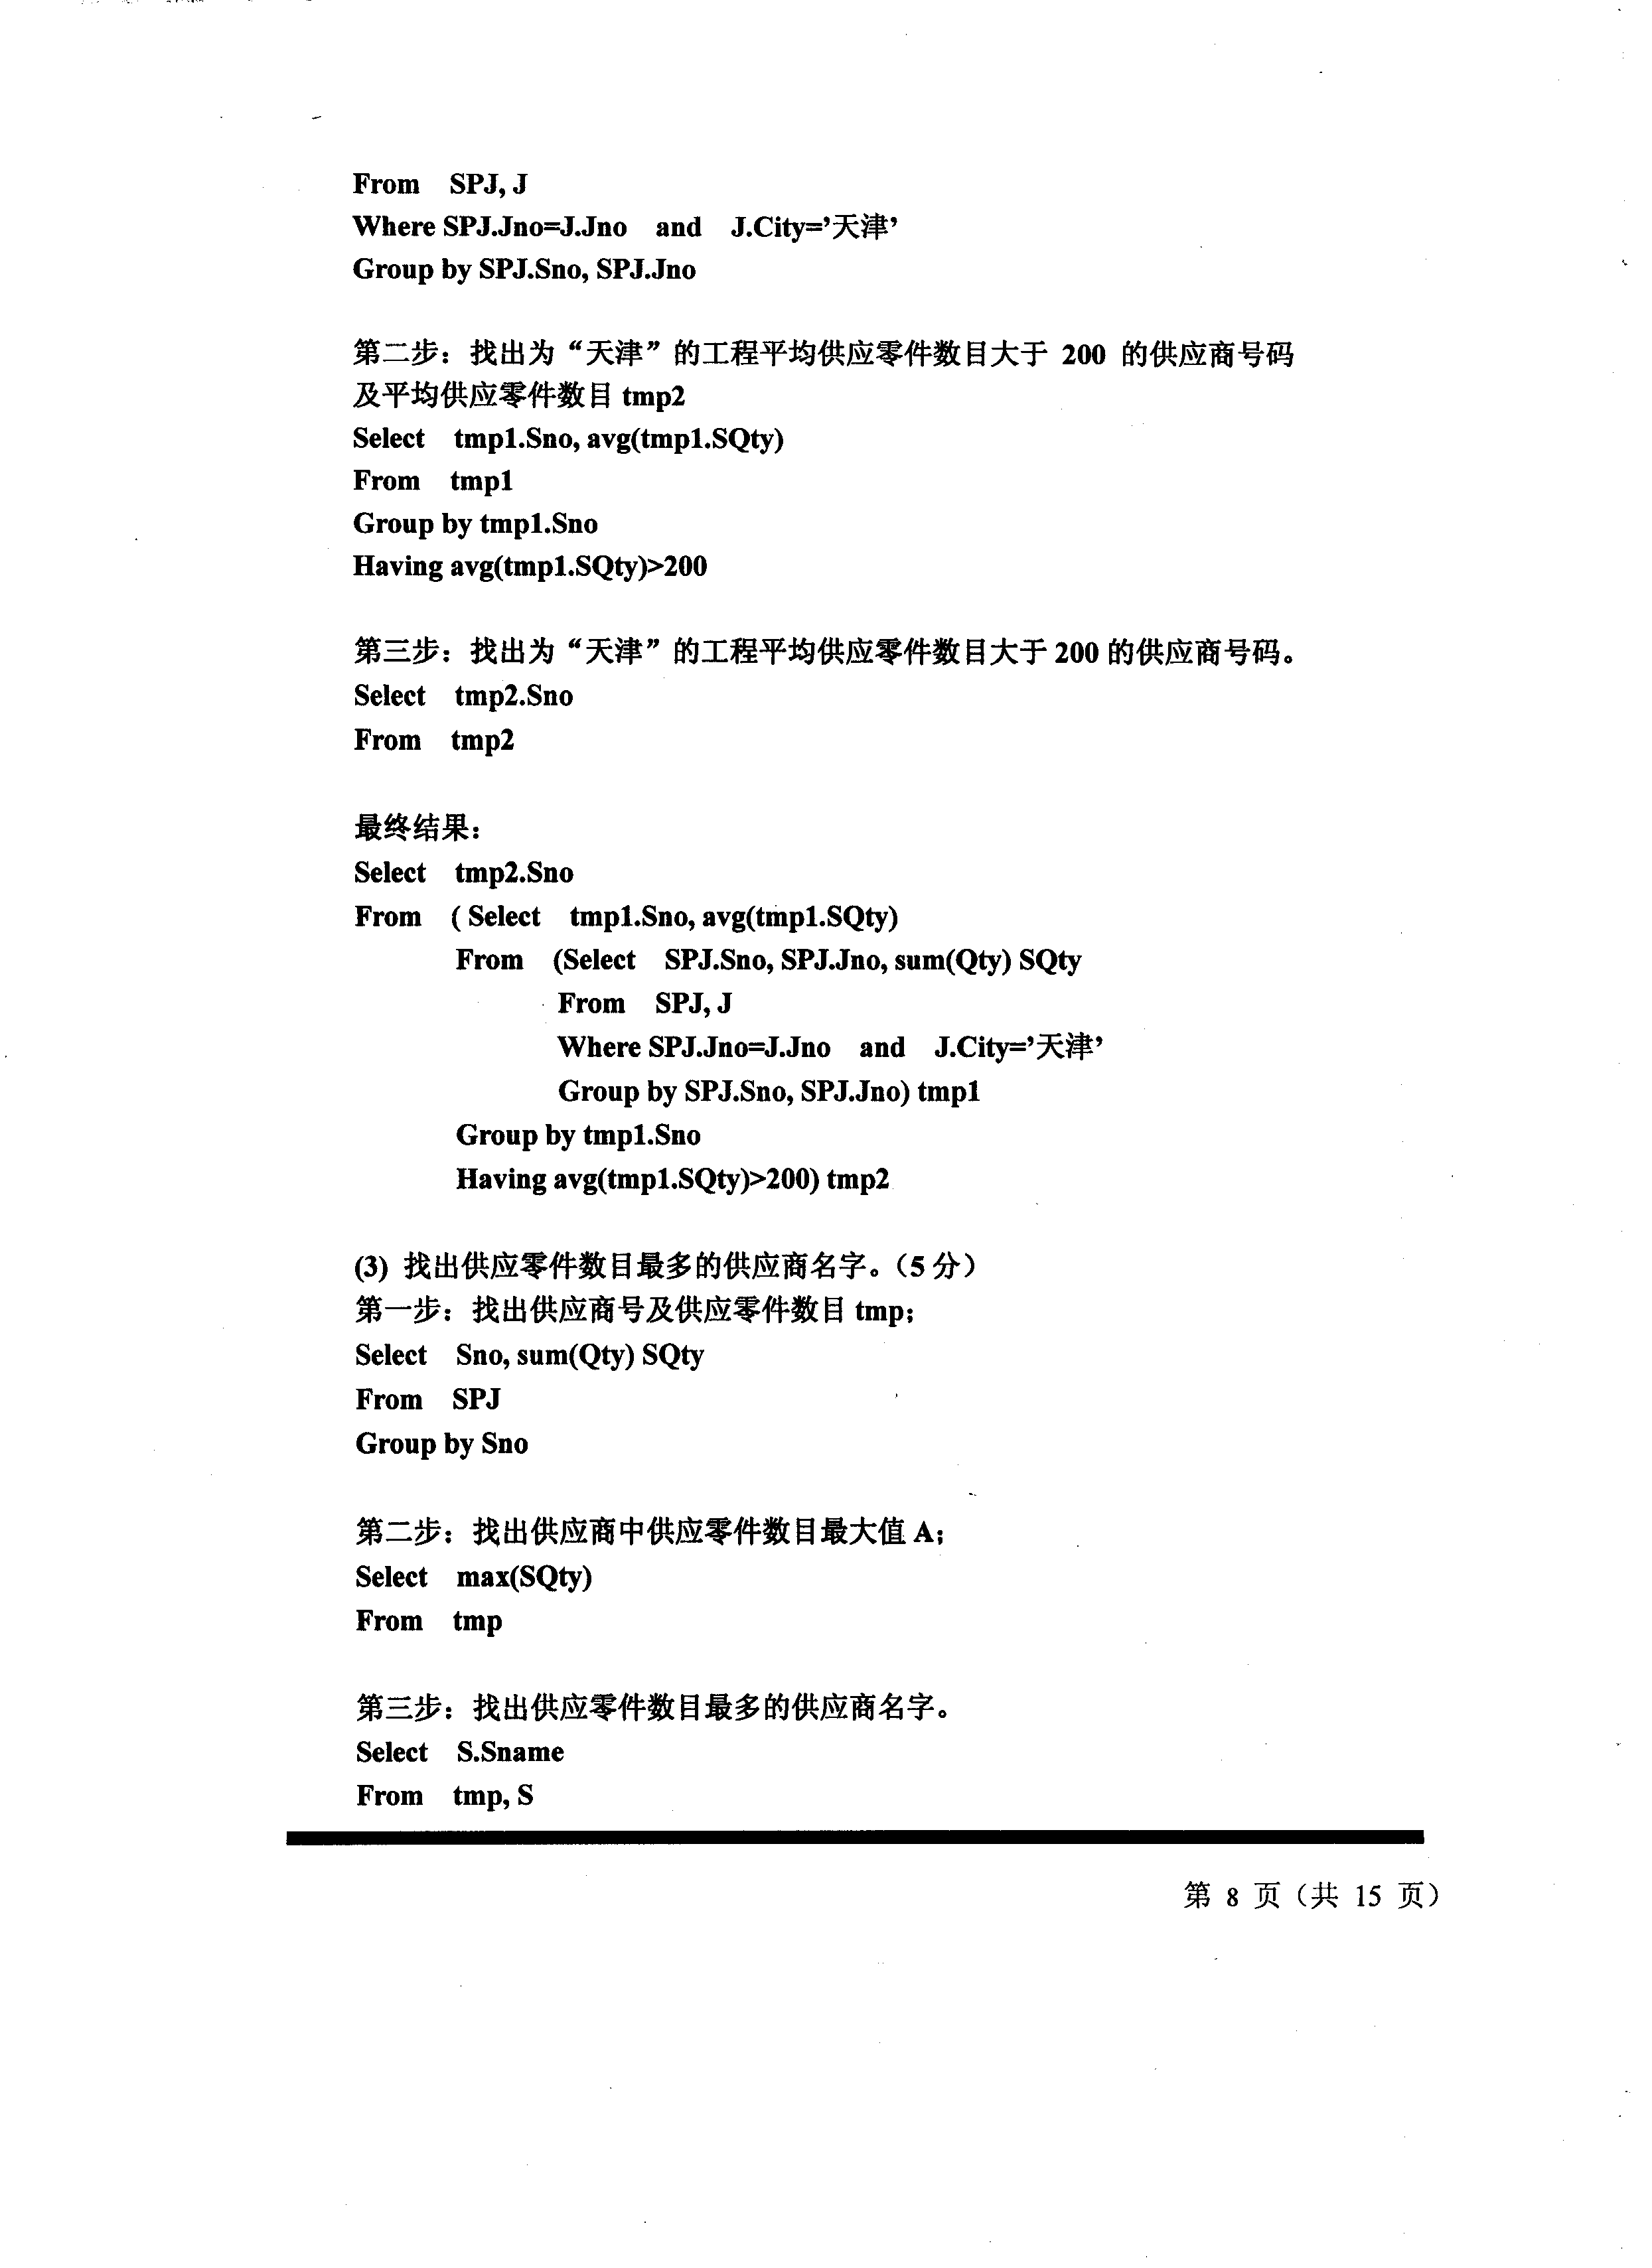 From SPJ, J
Where SPJ.Jno=J.Jno and J.City=’天津’
Group by SPJ.Sno, SPJ.Jno
第二步：找出为“天津”的工程平均供应零件数目大于 200 的供应商号码
及平均供应零件数目 tmp2
Select tmp1.Sno, avg(tmp1.SQty)
From tmp1
Group by tmp1.Sno
Having avg(tmp1.SQty)>200
第三步：找出为“天津”的工程平均供应零件数目大于 200 的供应商号码。
Select tmp2.Sno
From tmp2
最终结果：
Select tmp2.Sno
From ( Select tmp1.Sno, avg(tmp1.SQty)
From (Select SPJ.Sno, SPJ.Jno, sum(Qty) SQty
From SPJ, J
Where SPJ.Jno=J.Jno and J.City=’天津’
Group by SPJ.Sno, SPJ.Jno) tmp1
Group by tmp1.Sno
Having avg(tmp1.SQty)>200) tmp2
(3) 找出供应零件数目最多的供应商名字。（5 分）
第一步：找出供应商号及供应零件数目 tmp;
Select Sno, sum(Qty) SQty
From SPJ
Group by Sno
第二步：找出供应商中供应零件数目最大值 A;
Select max(SQty)
From tmp
第三步：找出供应零件数目最多的供应商名字。
Select S.Sname
From tmp, S
第 8 页（共 15 页）